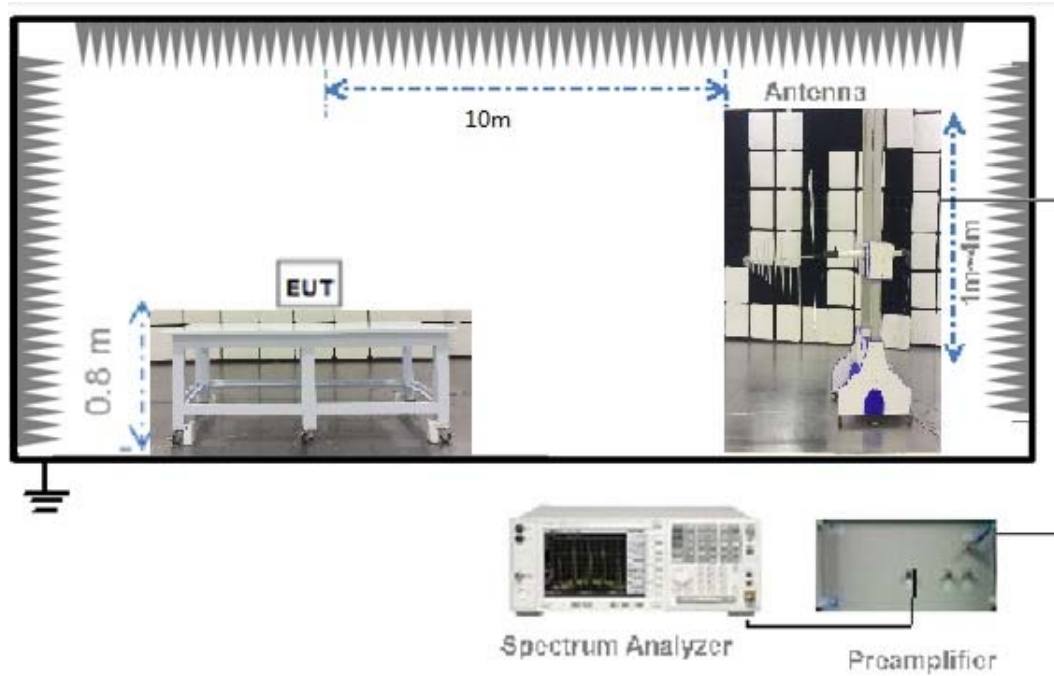 Antenna
10m
1m-4m
EUT
0.8 m
Spectrum Analyzer
Preamplifier